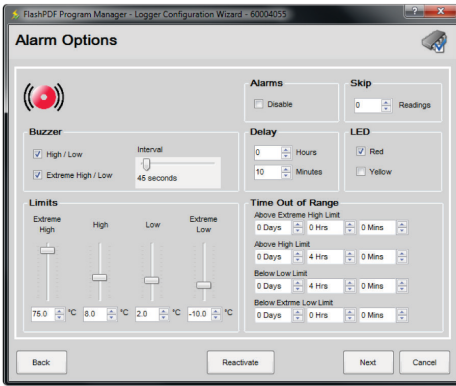 FlashPDF Program Manager - Logger Configuration Wizard - 60004055
Alarm Options
Alarms
Disable
Skip
0 Readings
Buzzer
High / Low
Extreme High / Low
Interval
45 seconds
Delay
0 Hours
10 Minutes
LED
Red
Yellow
Limits
Extreme High
High
Low
Extreme Low
75.0 °C 8.0 °C 2.0 °C -10.0 °C
Time Out of Range
Above Extreme High Limit
0 Days 0 Hrs 0 Mins
Above High Limit
0 Days 4 Hrs 0 Mins
Below Low Limit
0 Days 4 Hrs 0 Mins
Below Extrme Low Limit
0 Days 0 Hrs 0 Mins
Back Reactivate Next Cancel